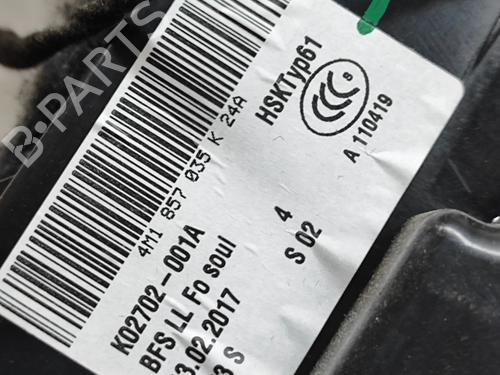 B-PARTS
4M1 857 035 K 24A
HSKTyp61
CCC S
A 110419
K02702-001A 4
BFS LL Fo soul S 02
3.02.2017
3 S